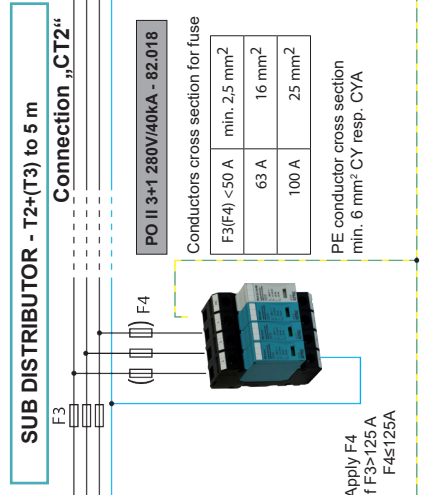 SUB DISTRIBUTOR - T2+(T3) to 5 m
Connection „CT2“
F3
F4
PO II 3+1 280V/40kA - 82.018
Conductors cross section for fuse
F3(F4) <50 A min. 2,5 mm²
63 A 16 mm²
100 A 25 mm²
PE conductor cross section
min. 6 mm² CY resp. CYA
Apply F4
if F3>125 A
F4≤125A